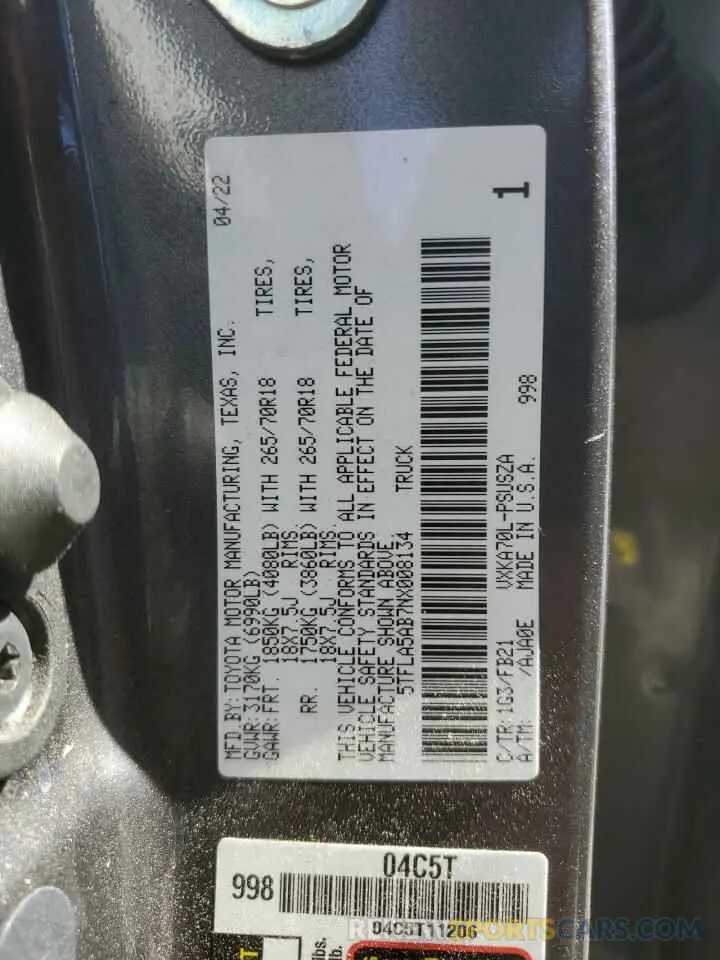 MFD.BY:TOYOTA MOTOR MANUFACTURING, TEXAS, INC. 04/22
GVWR:3170KG (6990LB)
GAWR:FRT. 1850KG (4080LB) WITH 265/70R18 TIRES,
18X7.5J RIMS
RR. 1750KG (3860LB) WITH 265/70R18 TIRES,
18X7.5J RIMS
THIS VEHICLE CONFORMS TO ALL APPLICABLE FEDERAL MOTOR
VEHICLE SAFETY STANDARDS IN EFFECT ON THE DATE OF
MANUFACTURE SHOWN ABOVE.
5TFLA5AB7NX008134 TRUCK
C/TR:1G3/FB21 VXKA70L-PSUSZA 998
A/TM: /AJA0E MADE IN U.S.A.
1
04C5T
998
04C5T11206
lbs.
lb.